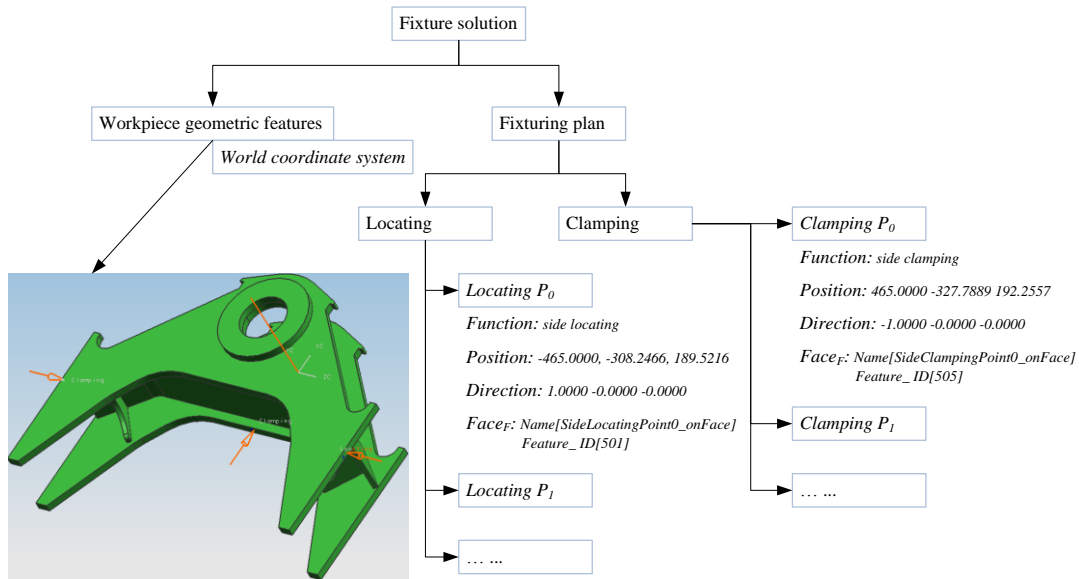 Fixture solution
Workpiece geometric features
Fixturing plan
World coordinate system
Locating
Clamping
Locating P0
Function: side locating
Position: -465.0000, -308.2466, 189.5216
Direction: 1.0000 -0.0000 -0.0000
FaceF: Name[SideLocatingPoint0_onFace]
Feature_ ID[501]
Locating P1
... ...
Clamping P0
Function: side clamping
Position: 465.0000 -327.7889 192.2557
Direction: -1.0000 -0.0000 -0.0000
FaceF: Name[SideClampingPoint0_onFace]
Feature_ ID[505]
Clamping P1
... ...
Clamping
Clamping
ZC